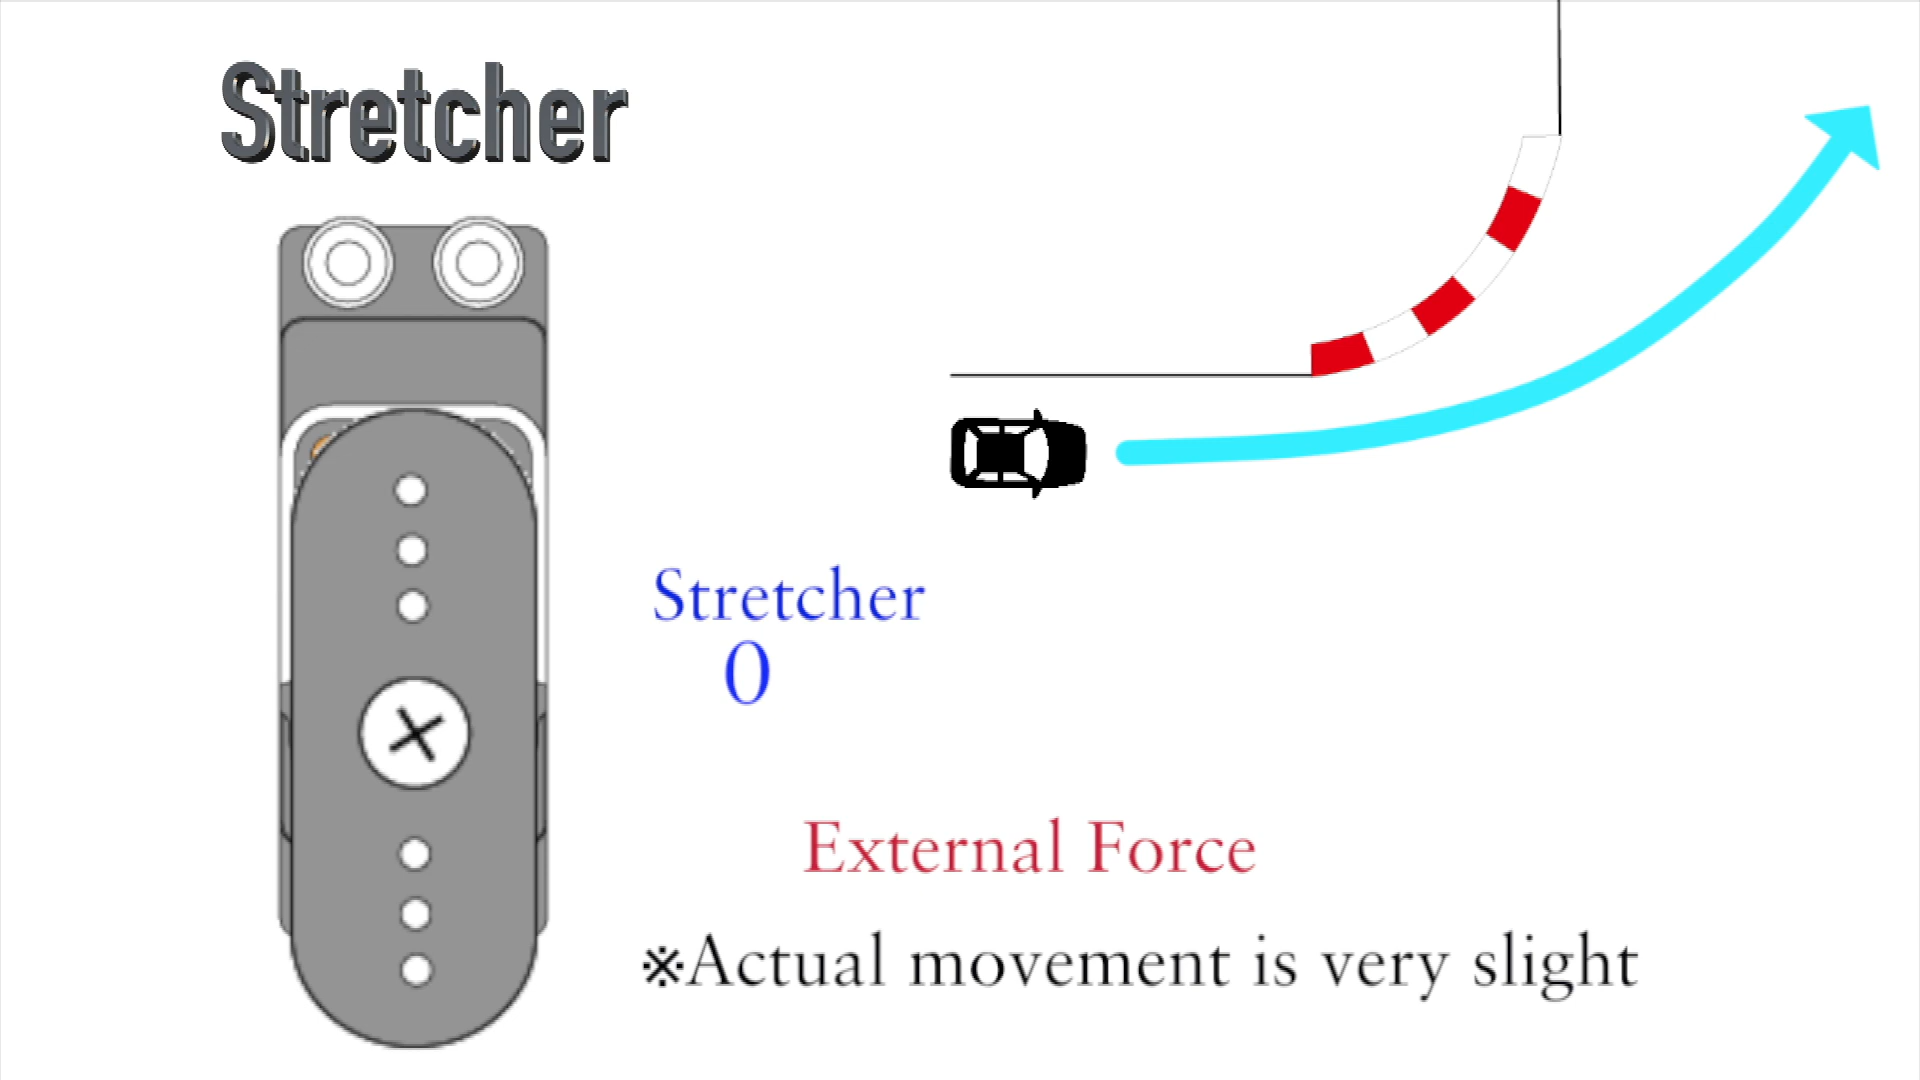 Stretcher
Stretcher
0
External Force
※Actual movement is very slight